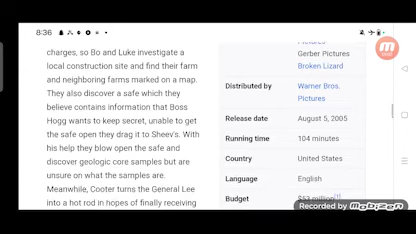 8:36
charges, so Bo and Luke investigate a
local construction site and find their farm
and neighboring farms marked on a map.
They also discover a safe which they
believe contains information that Boss
Hogg wants to keep secret, unable to get
the safe open they drag it to Sheev's. With
his help they blow open the safe and
discover geologic core samples but are
unsure on what the samples are.
Meanwhile, Cooter turns the General Lee
into a hot rod in hopes of finally receiving
Pictures
Gerber Pictures
Broken Lizard
Distributed by Warner Bros.
Pictures
Release date August 5, 2005
Running time 104 minutes
Country United States
Language English
Budget $53 million[1]
Recorded by Mobizen